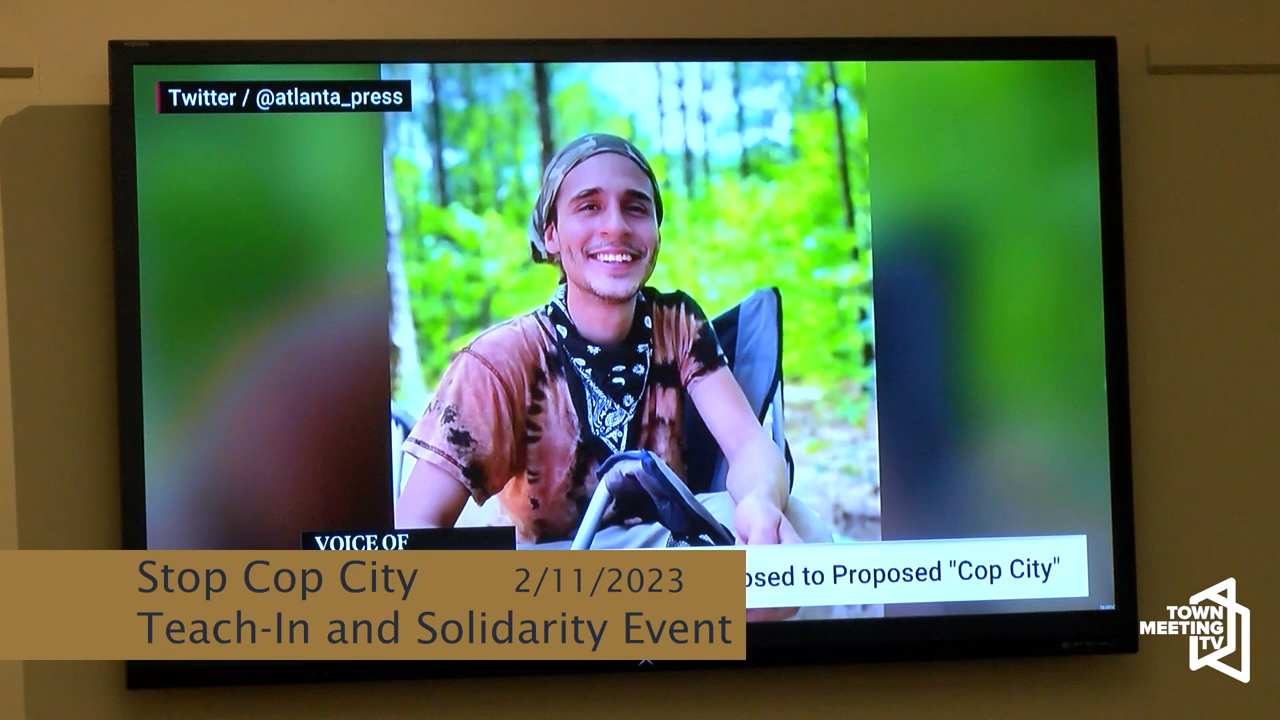 Twitter / @atlanta_press
VOICE OF
to Proposed "Cop City"
Stop Cop City 2/11/2023
Teach-In and Solidarity Event
TOWN
MEETING
TV